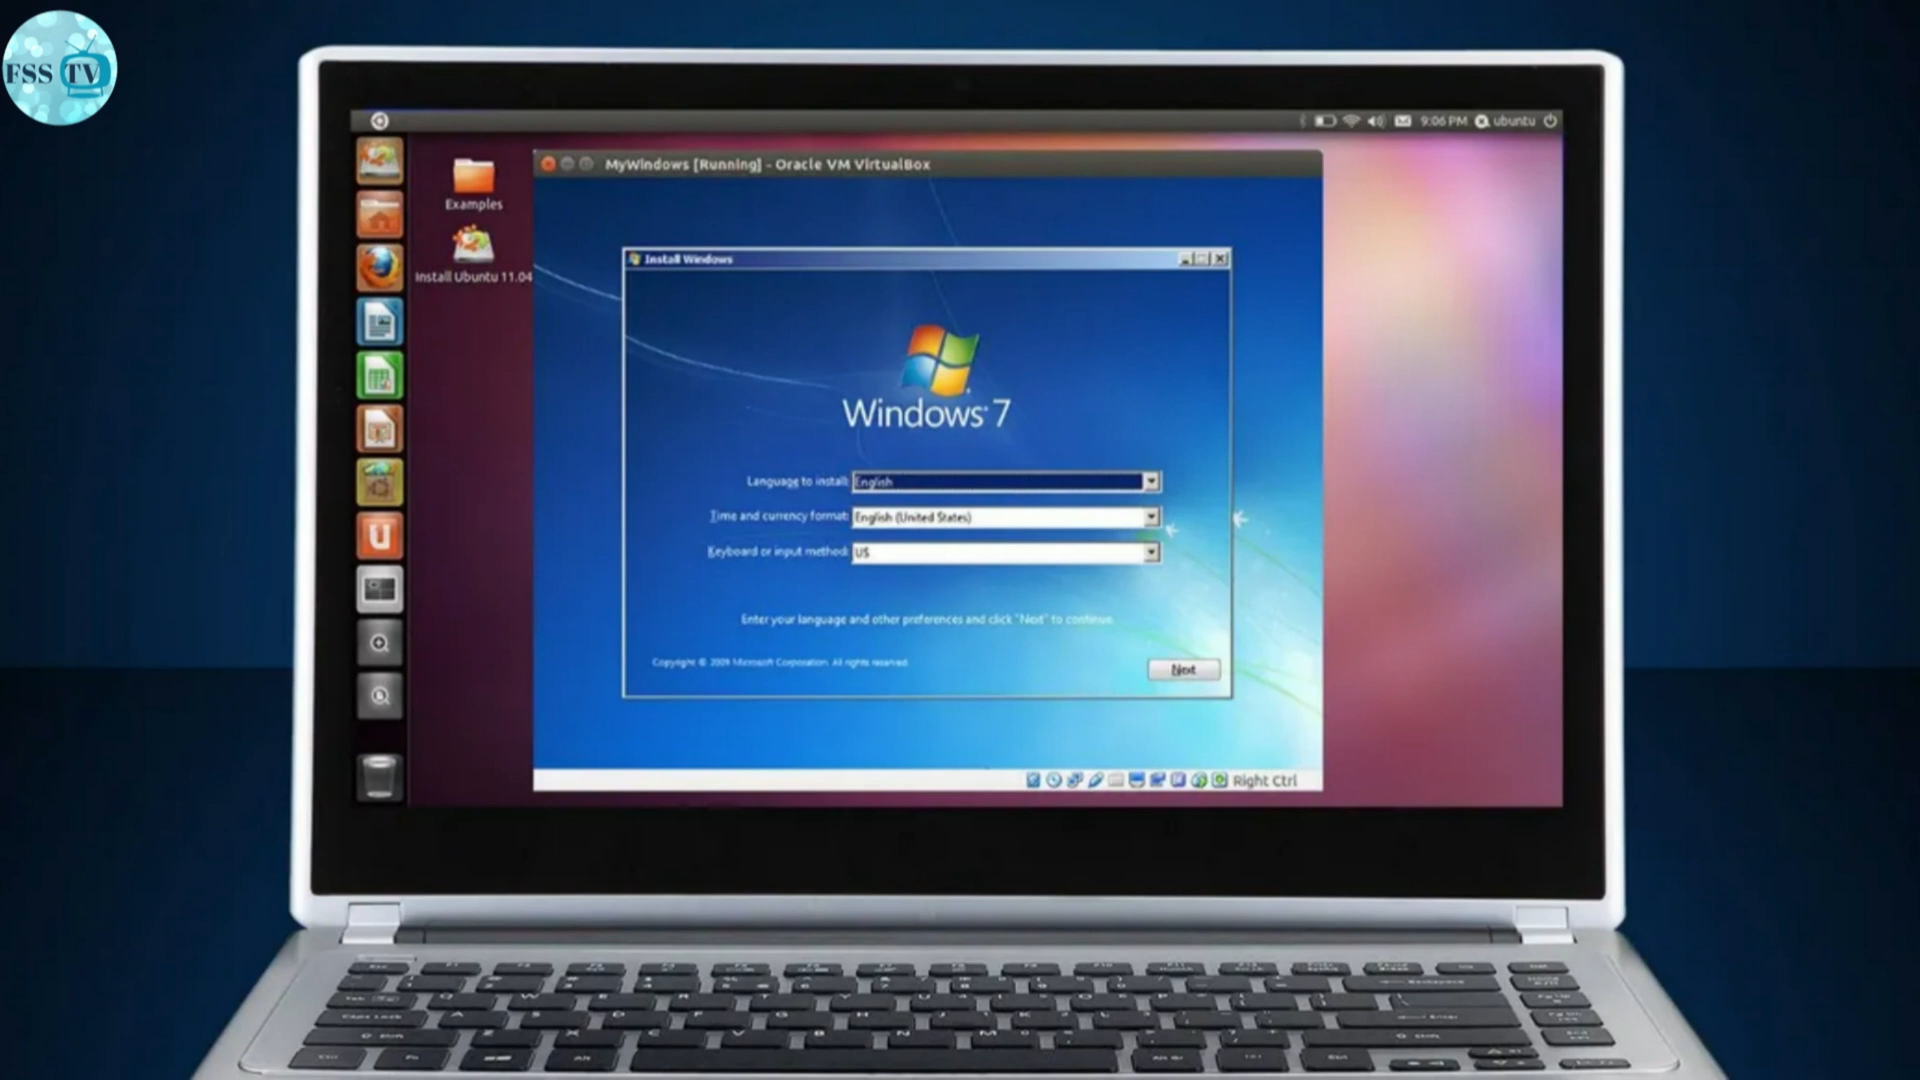 FSS TV
9:06 PM
ubuntu
MyWindows [Running] - Oracle VM VirtualBox
Examples
Install Ubuntu 11.04
Install Windows
Windows 7
Language to install: English
Time and currency format: English (United States)
Keyboard or input method: US
Enter your language and other preferences and click "Next" to continue.
Copyright © 2009 Microsoft Corporation. All rights reserved.
Next
Right Ctrl